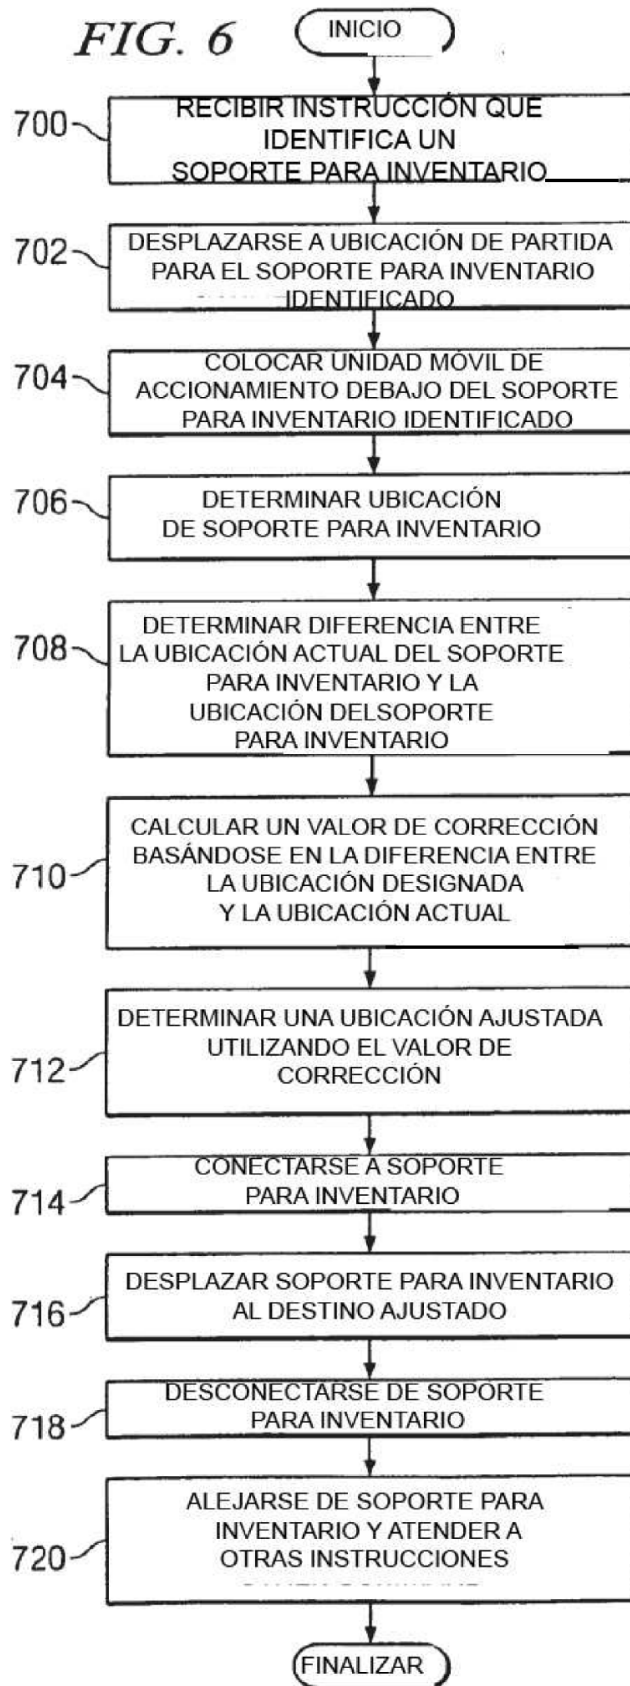 FIG. 6
INICIO
700
RECIBIR INSTRUCCIÓN QUE
IDENTIFICA UN
SOPORTE PARA INVENTARIO
702
DESPLAZARSE A UBICACIÓN DE PARTIDA
PARA EL SOPORTE PARA INVENTARIO
IDENTIFICADO
704
COLOCAR UNIDAD MÓVIL DE
ACCIONAMIENTO DEBAJO DEL SOPORTE
PARA INVENTARIO IDENTIFICADO
706
DETERMINAR UBICACIÓN
DE SOPORTE PARA INVENTARIO
708
DETERMINAR DIFERENCIA ENTRE
LA UBICACIÓN ACTUAL DEL SOPORTE
PARA INVENTARIO Y LA
UBICACIÓN DELSOPORTE
PARA INVENTARIO
710
CALCULAR UN VALOR DE CORRECCIÓN
BASÁNDOSE EN LA DIFERENCIA ENTRE
LA UBICACIÓN DESIGNADA
Y LA UBICACIÓN ACTUAL
712
DETERMINAR UNA UBICACIÓN AJUSTADA
UTILIZANDO EL VALOR DE
CORRECCIÓN
714
CONECTARSE A SOPORTE
PARA INVENTARIO
716
DESPLAZAR SOPORTE PARA INVENTARIO
AL DESTINO AJUSTADO
718
DESCONECTARSE DE SOPORTE
PARA INVENTARIO
720
ALEJARSE DE SOPORTE PARA
INVENTARIO Y ATENDER A
OTRAS INSTRUCCIONES
FINALIZAR